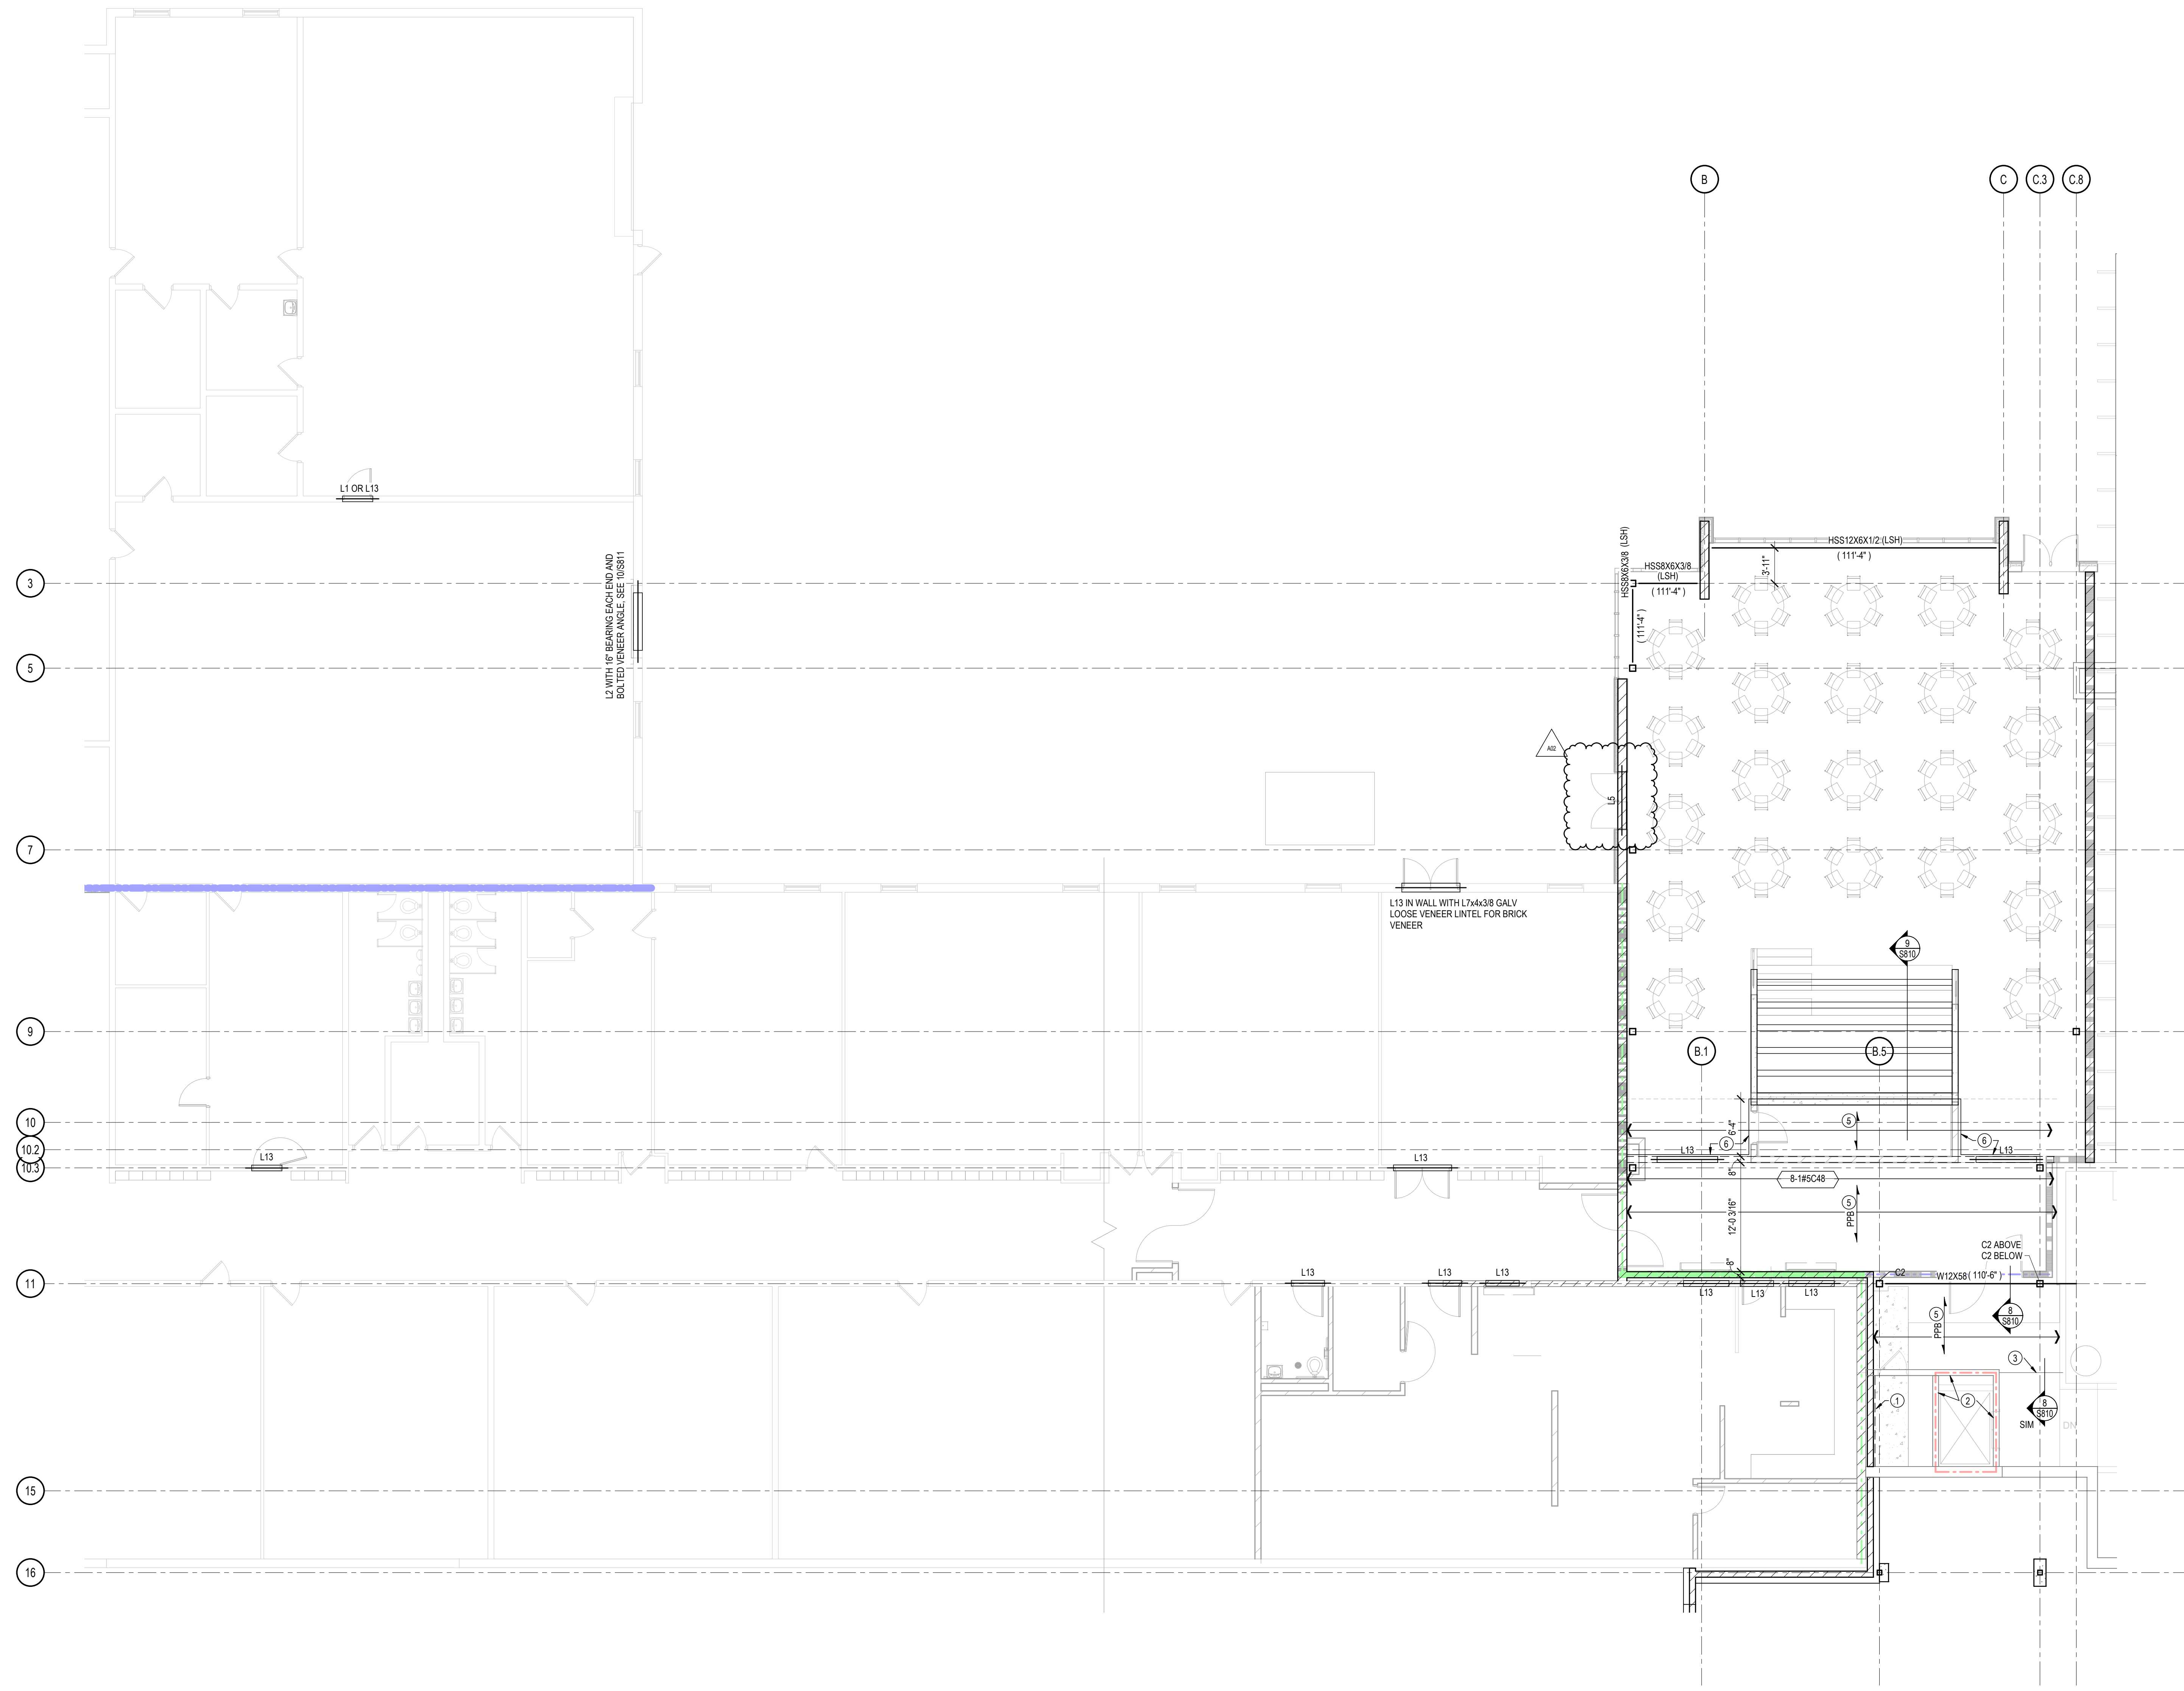 B
C
C.3
C.8
L1 OR L13
HSS12X6X1/2 (LSH)
( 111'-4" )
3'-11"
HSS8X6X3/8 (LSH)
( 111'-4" )
HSS8X6X3/8
(LSH)
( 111'-4" )
L2 WITH 16" BEARING EACH END AND
BOLTED VENEER ANGLE, SEE 10/S811
3
5
A02
L5
7
L13 IN WALL WITH L7x4x3/8 GALV
LOOSE VENEER LINTEL FOR BRICK
VENEER
9
S810
9
B.1
B.5
10
6'-4"
5
6
6
10.2
10.3
L13
L13
L13
L13
8"
8-1#5C48
5
PPB
12'-0 3/16"
C2 ABOVE
C2 BELOW
8"
11
L13
L13
L13
L13
L13
L13
C2
W12X58 ( 110'-6" )
5
PPB
8
S810
3
1
2
8
S810
SIM
DN
15
16